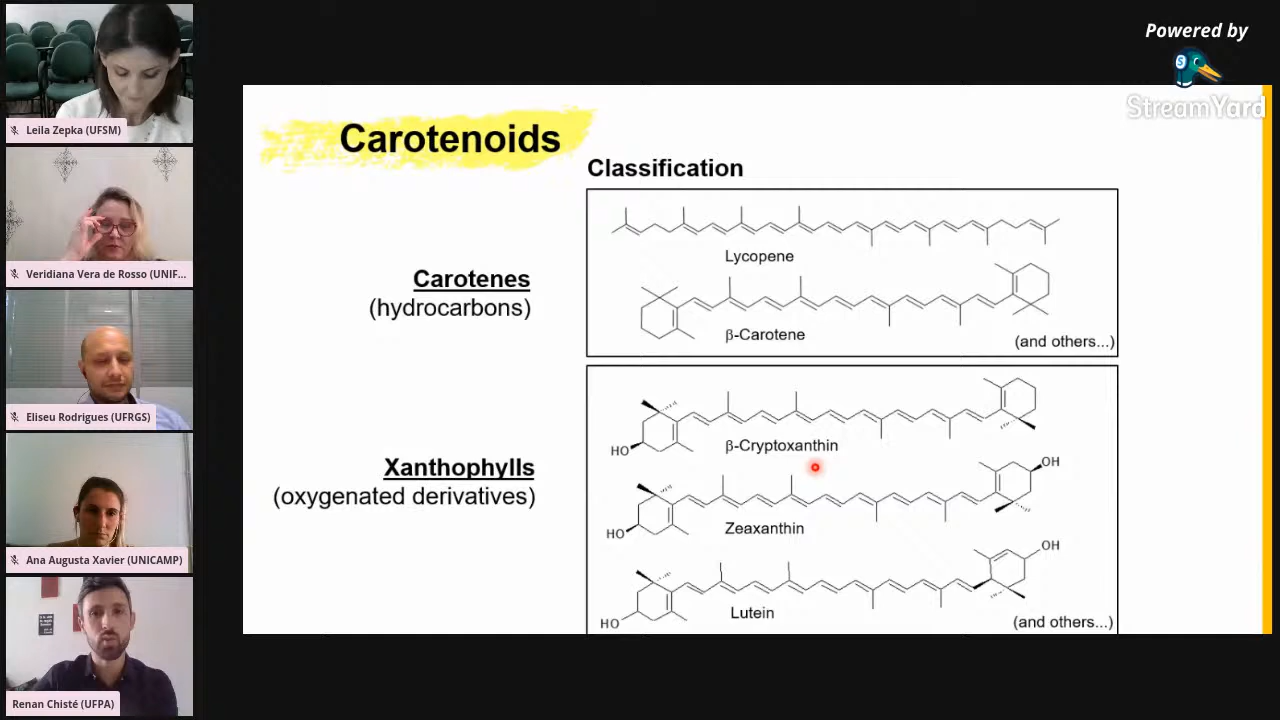 Powered by
StreamYard
Leila Zepka (UFSM)
Veridiana Vera de Rosso (UNIF...
Eliseu Rodrigues (UFRGS)
Ana Augusta Xavier (UNICAMP)
Renan Chisté (UFPA)
Carotenoids
Classification
Carotenes
(hydrocarbons)
Lycopene
β-Carotene
(and others...)
Xanthophylls
(oxygenated derivatives)
HO
β-Cryptoxanthin
OH
HO
Zeaxanthin
OH
HO
Lutein
(and others...)